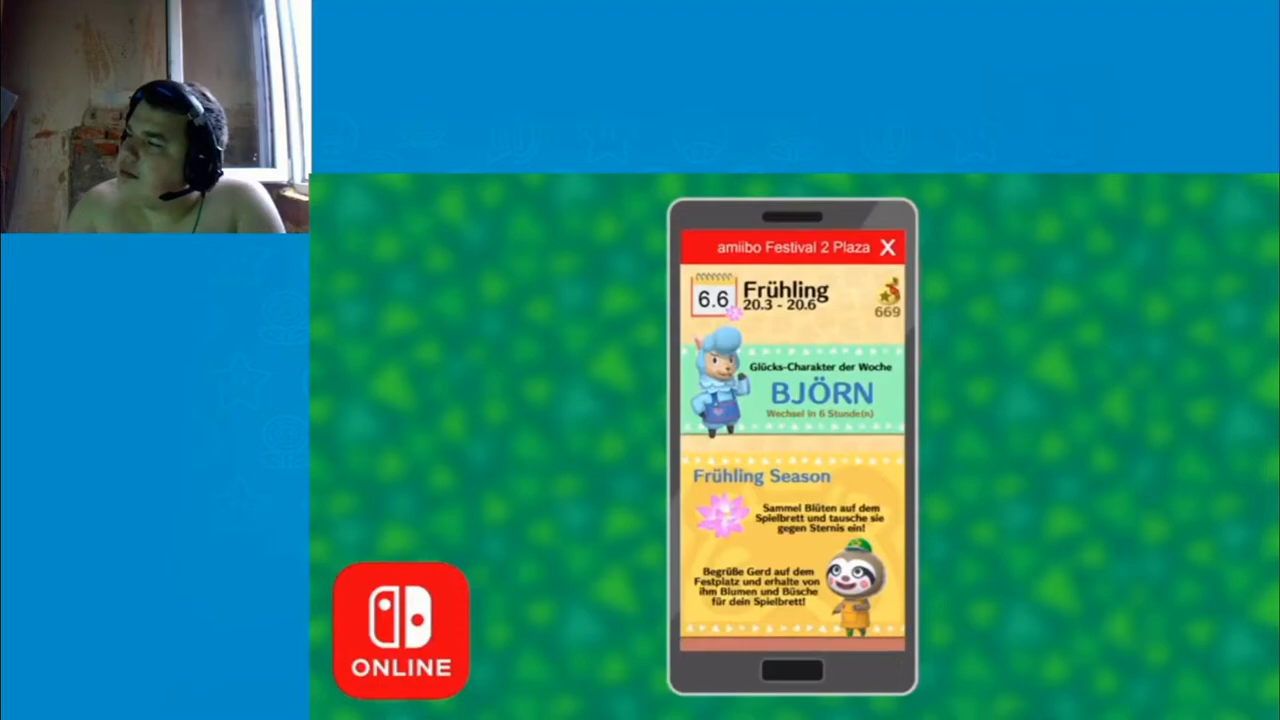 amiibo Festival 2 Plaza X
6.6
Frühling
20.3 - 20.6
669
Glücks-Charakter der Woche
BJÖRN
Wechsel in 6 Stunde(n)
Frühling Season
Sammel Blüten auf dem
Spielbrett und tausche sie
gegen Sternis ein!
Begrüße Gerd auf dem
Festplatz und erhalte von
ihm Blumen und Büsche
für dein Spielbrett!
ONLINE